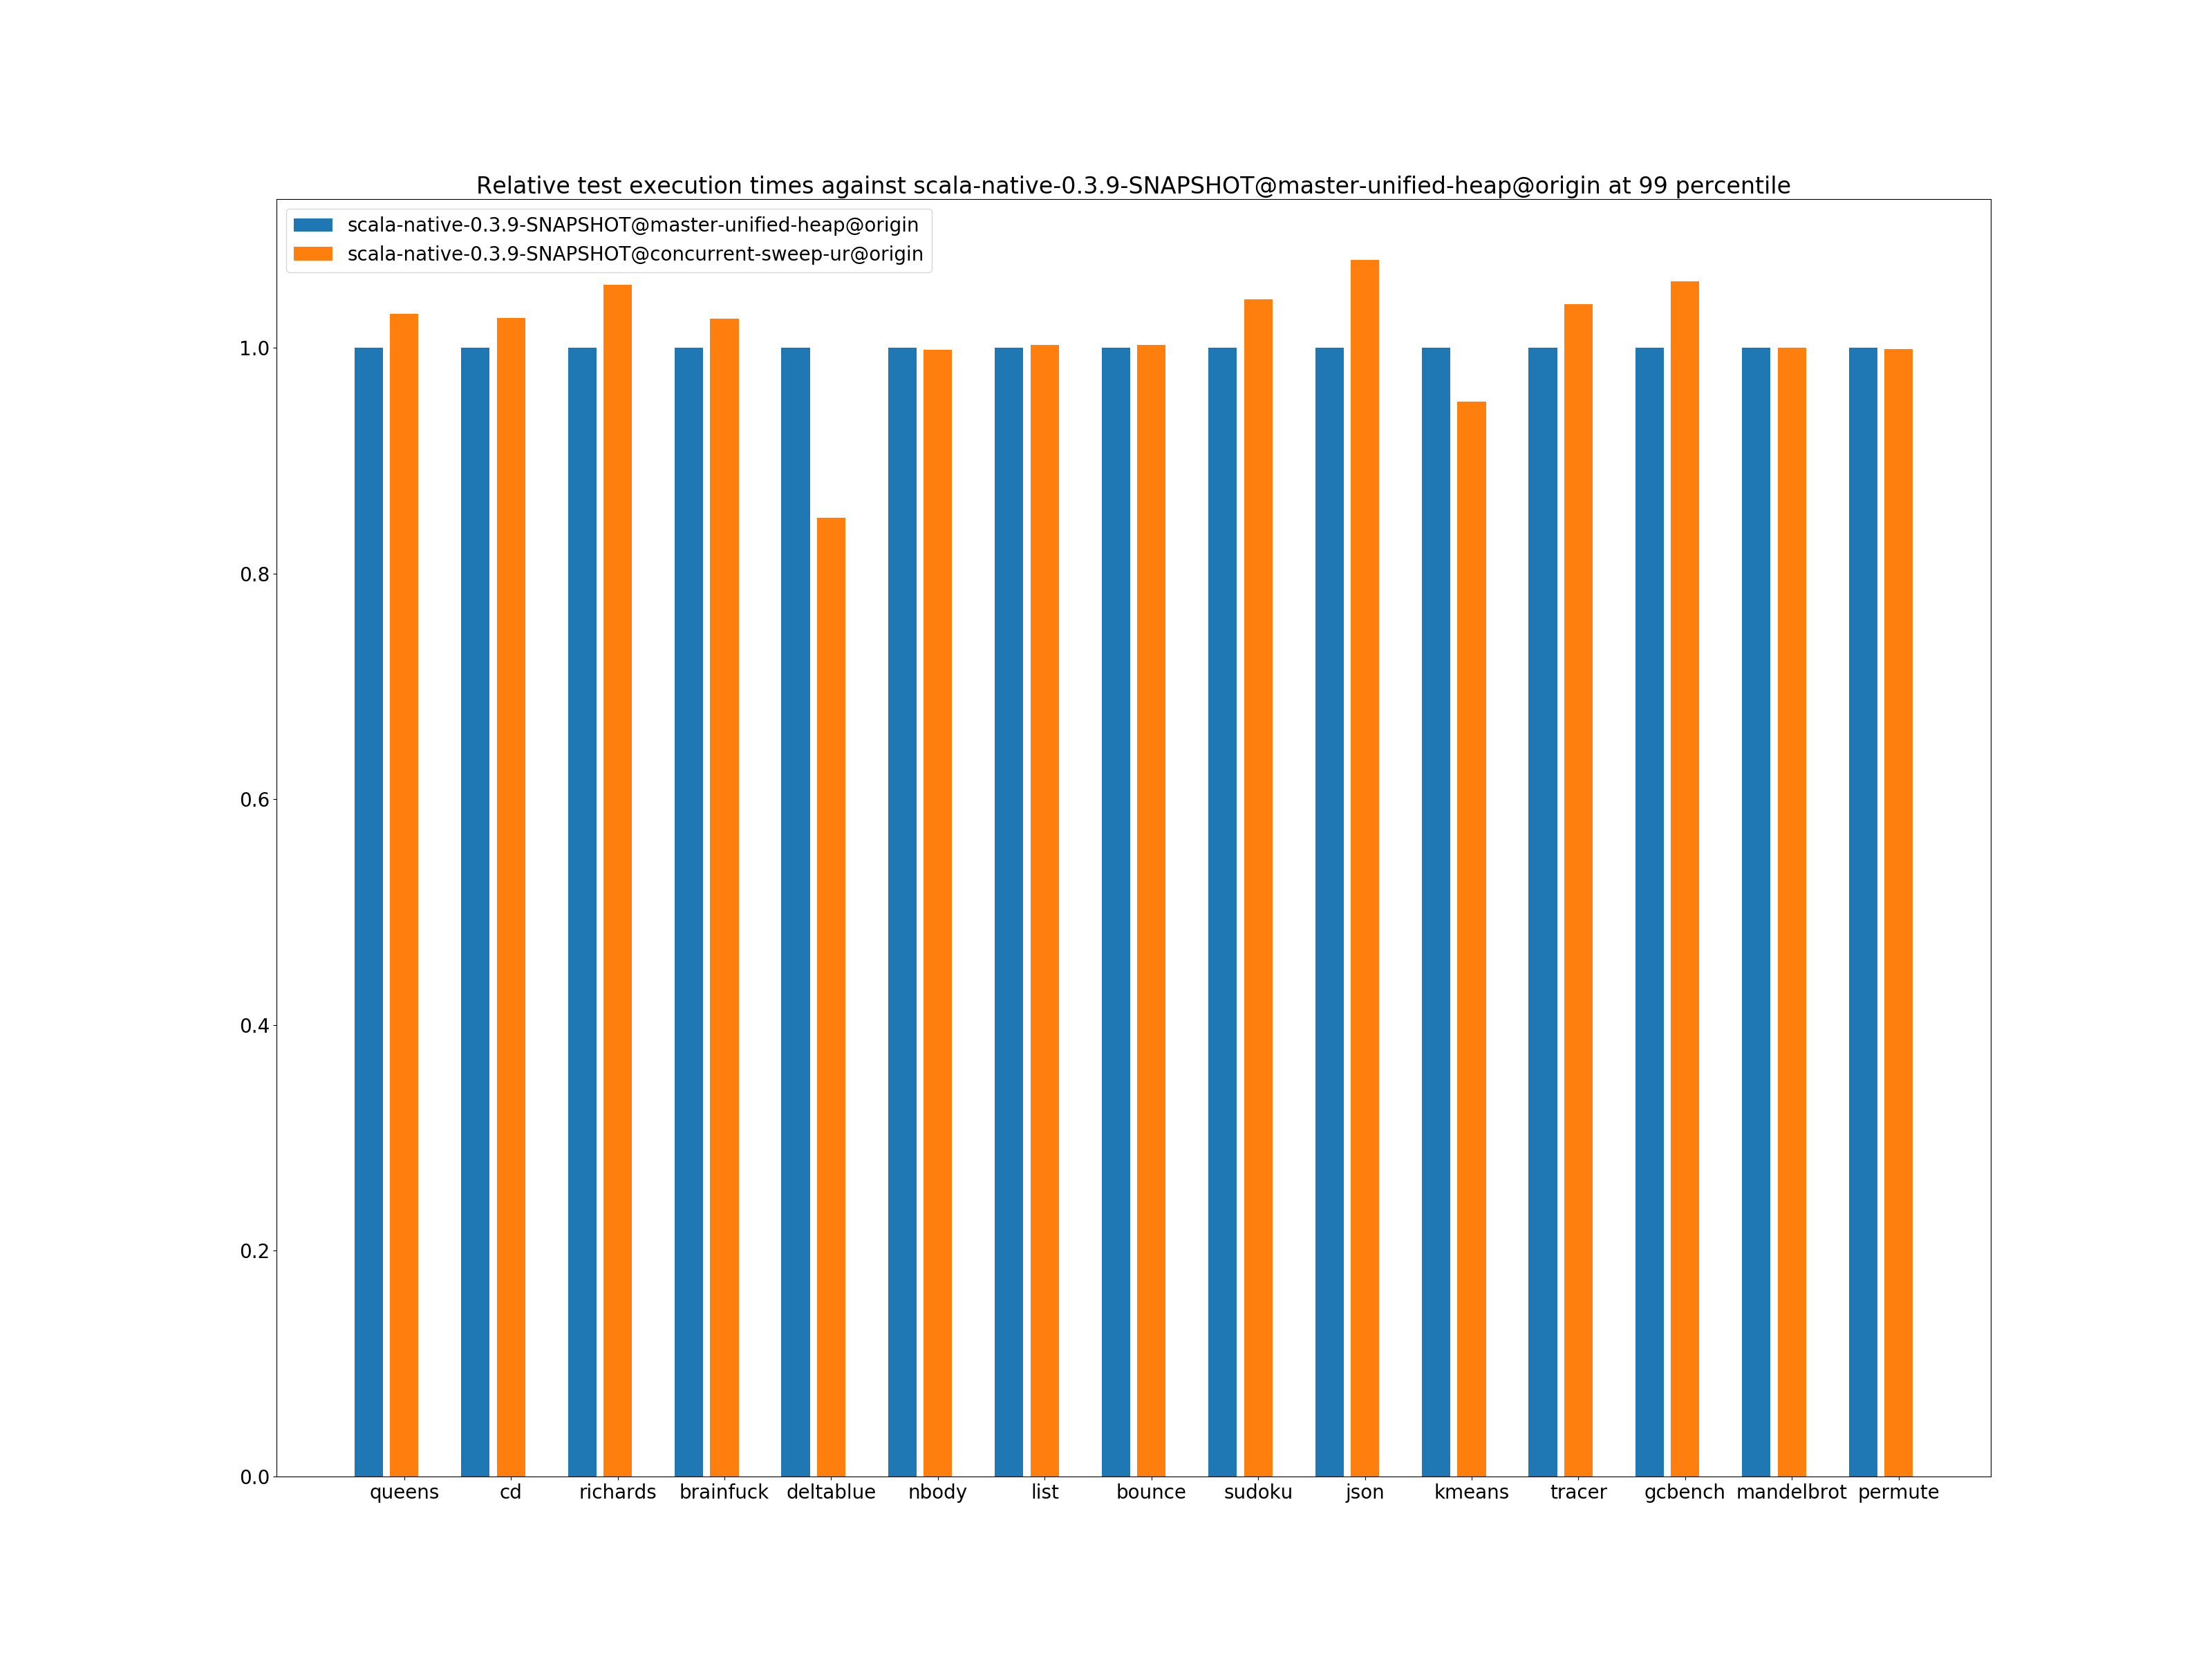 Relative test execution times against scala-native-0.3.9-SNAPSHOT@master-unified-heap@origin at 99 percentile
scala-native-0.3.9-SNAPSHOT@master-unified-heap@origin
scala-native-0.3.9-SNAPSHOT@concurrent-sweep-ur@origin
1.0
0.8
0.6
0.4
0.2
0.0
queens cd richards brainfuck deltablue nbody list bounce sudoku json kmeans tracer gcbench mandelbrot permute